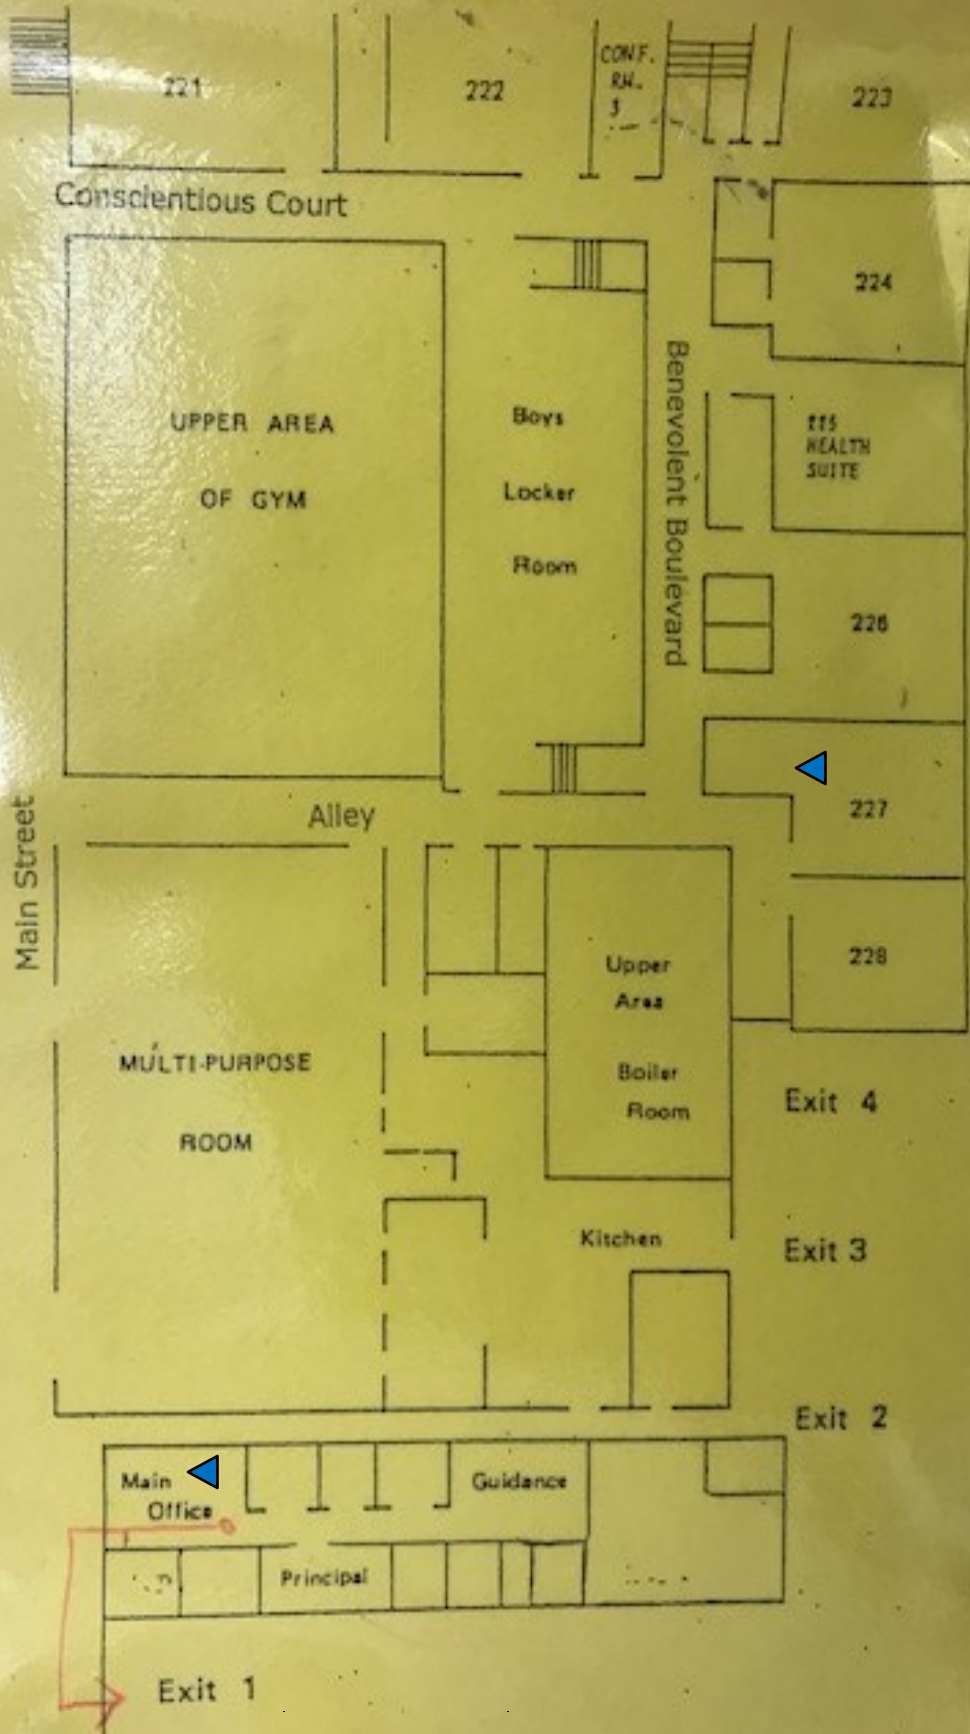 221
222
CONF.
RM.
3
223
Conscientious Court
224
UPPER AREA
OF GYM
Boys
Locker
Room
Benevolent Boulevard
225
HEALTH
SUITE
226
227
Main Street
Alley
228
Upper
Area
Boiler
Room
MULTI-PURPOSE
ROOM
Exit 4
Kitchen
Exit 3
Exit 2
Main
Office
Guidance
Principal
Exit 1